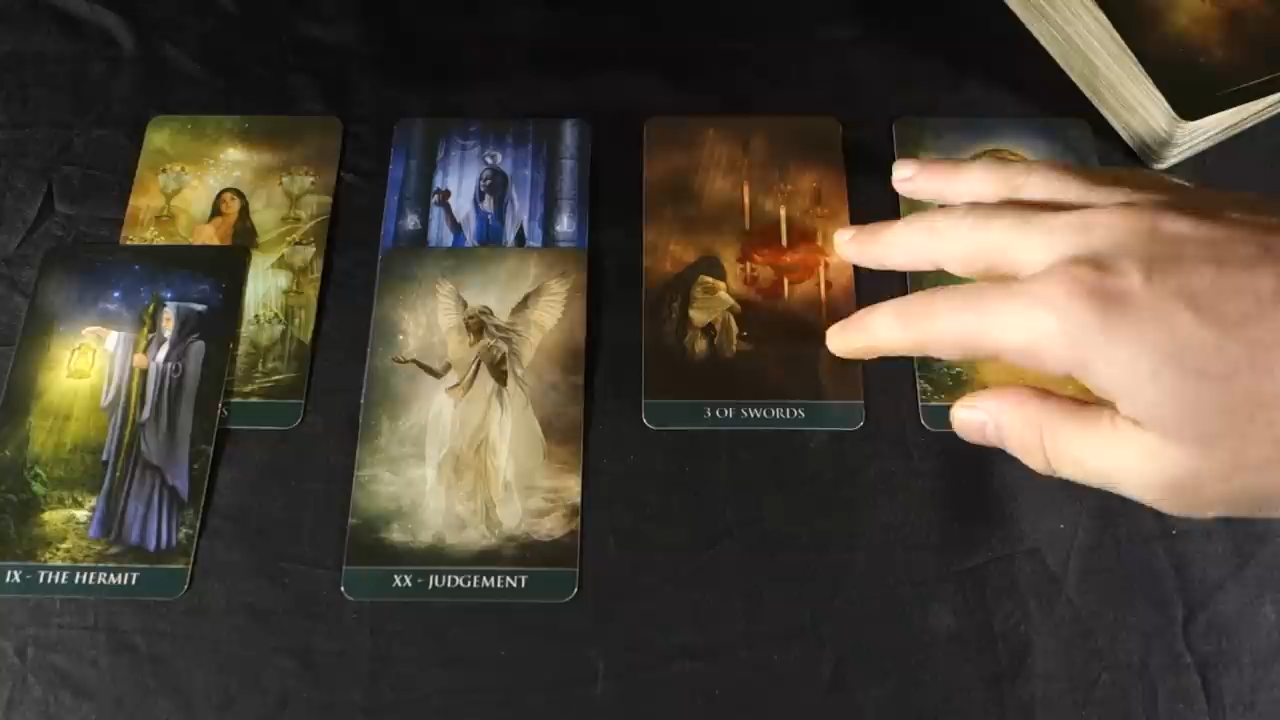 3 OF SWORDS
IX - THE HERMIT
XX - JUDGEMENT